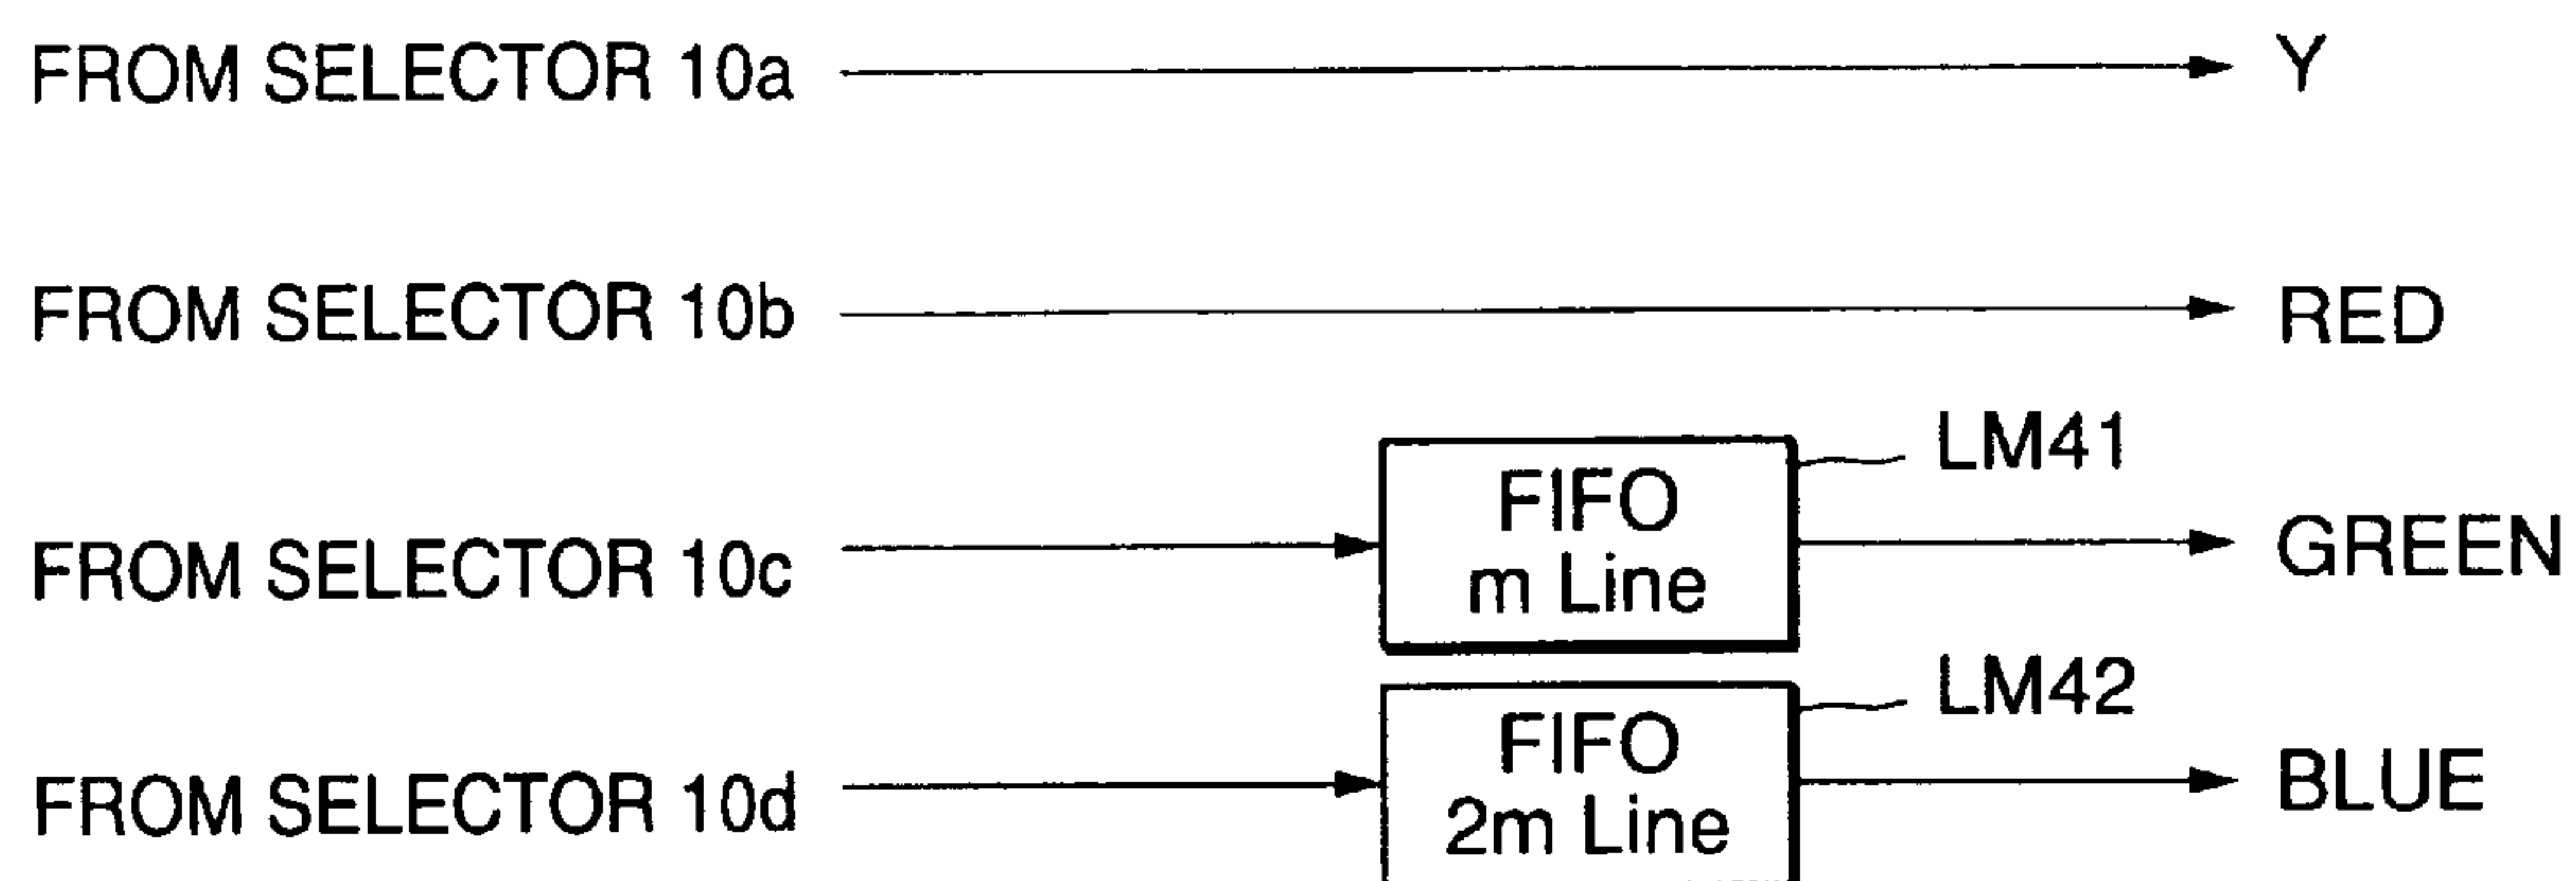 FROM SELECTOR 10a
Y
FROM SELECTOR 10b
RED
LM41
FIFO
m Line
FROM SELECTOR 10c
GREEN
LM42
FIFO
2m Line
FROM SELECTOR 10d
BLUE